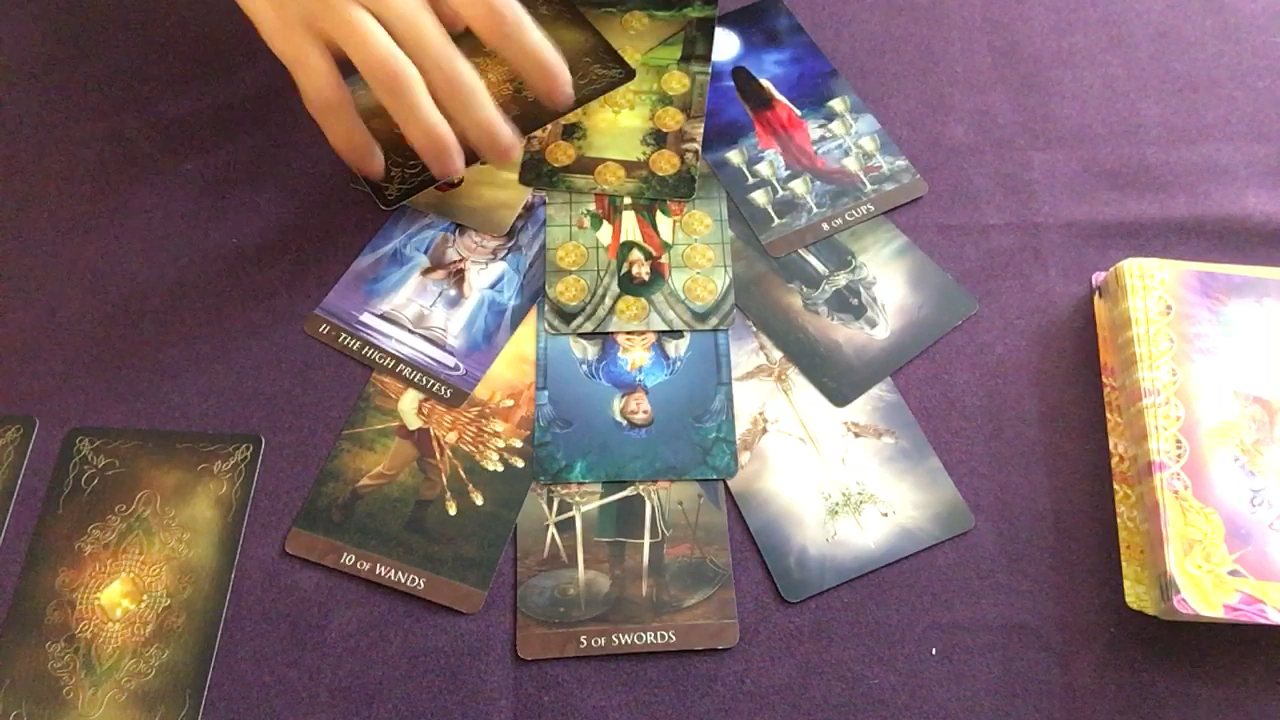 8 OF CUPS
II - THE HIGH PRIESTESS
10 OF WANDS
5 OF SWORDS